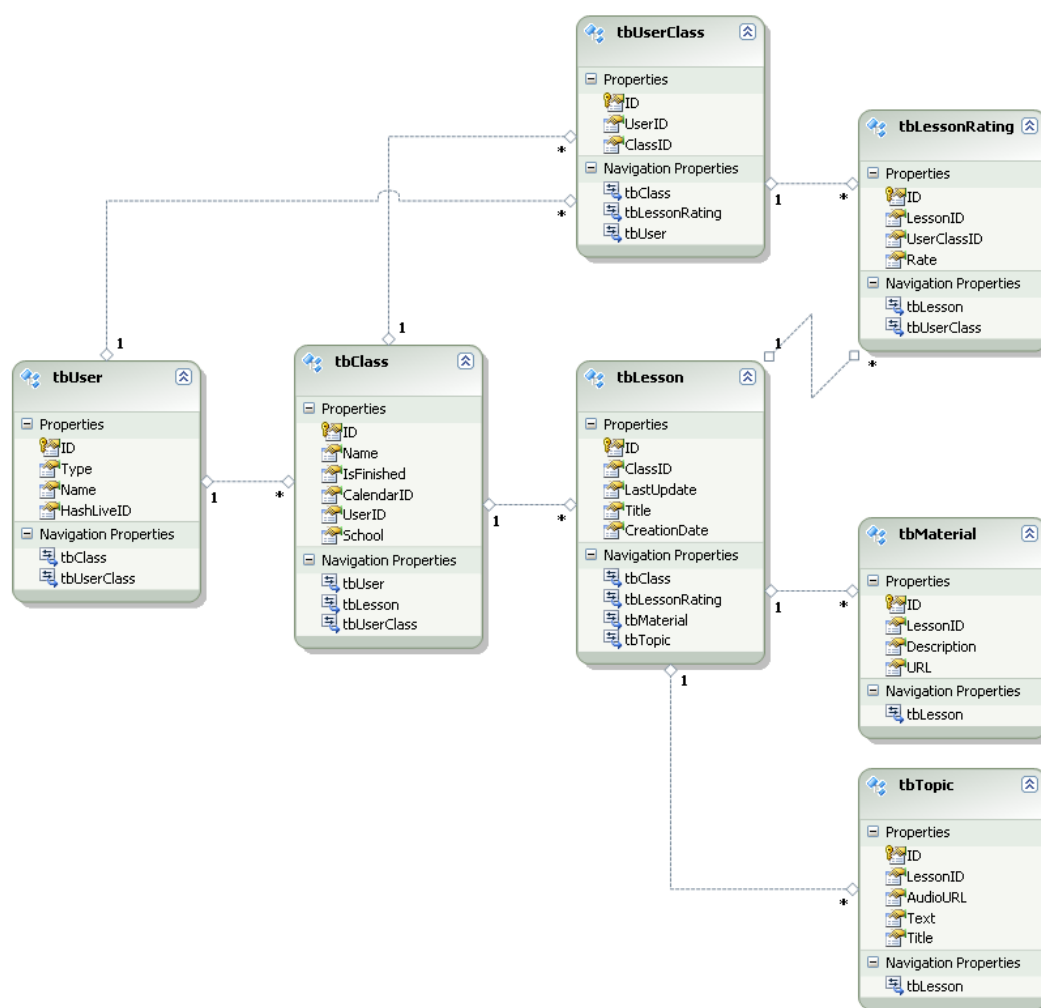 tbUserClass
Properties
ID
UserID
ClassID
Navigation Properties
tbClass
tbLessonRating
tbUser
tbLessonRating
Properties
ID
LessonID
UserClassID
Rate
Navigation Properties
tbLesson
tbUserClass
*
*
1
*
1
1
1
*
tbUser
Properties
ID
Type
Name
HashLiveID
Navigation Properties
tbClass
tbUserClass
1
*
tbClass
Properties
ID
Name
IsFinished
CalendarID
UserID
School
Navigation Properties
tbUser
tbLesson
tbUserClass
1
*
tbLesson
Properties
ID
ClassID
LastUpdate
Title
CreationDate
Navigation Properties
tbClass
tbLessonRating
tbMaterial
tbTopic
1
*
1
*
tbMaterial
Properties
ID
LessonID
Description
URL
Navigation Properties
tbLesson
tbTopic
Properties
ID
LessonID
AudioURL
Text
Title
Navigation Properties
tbLesson